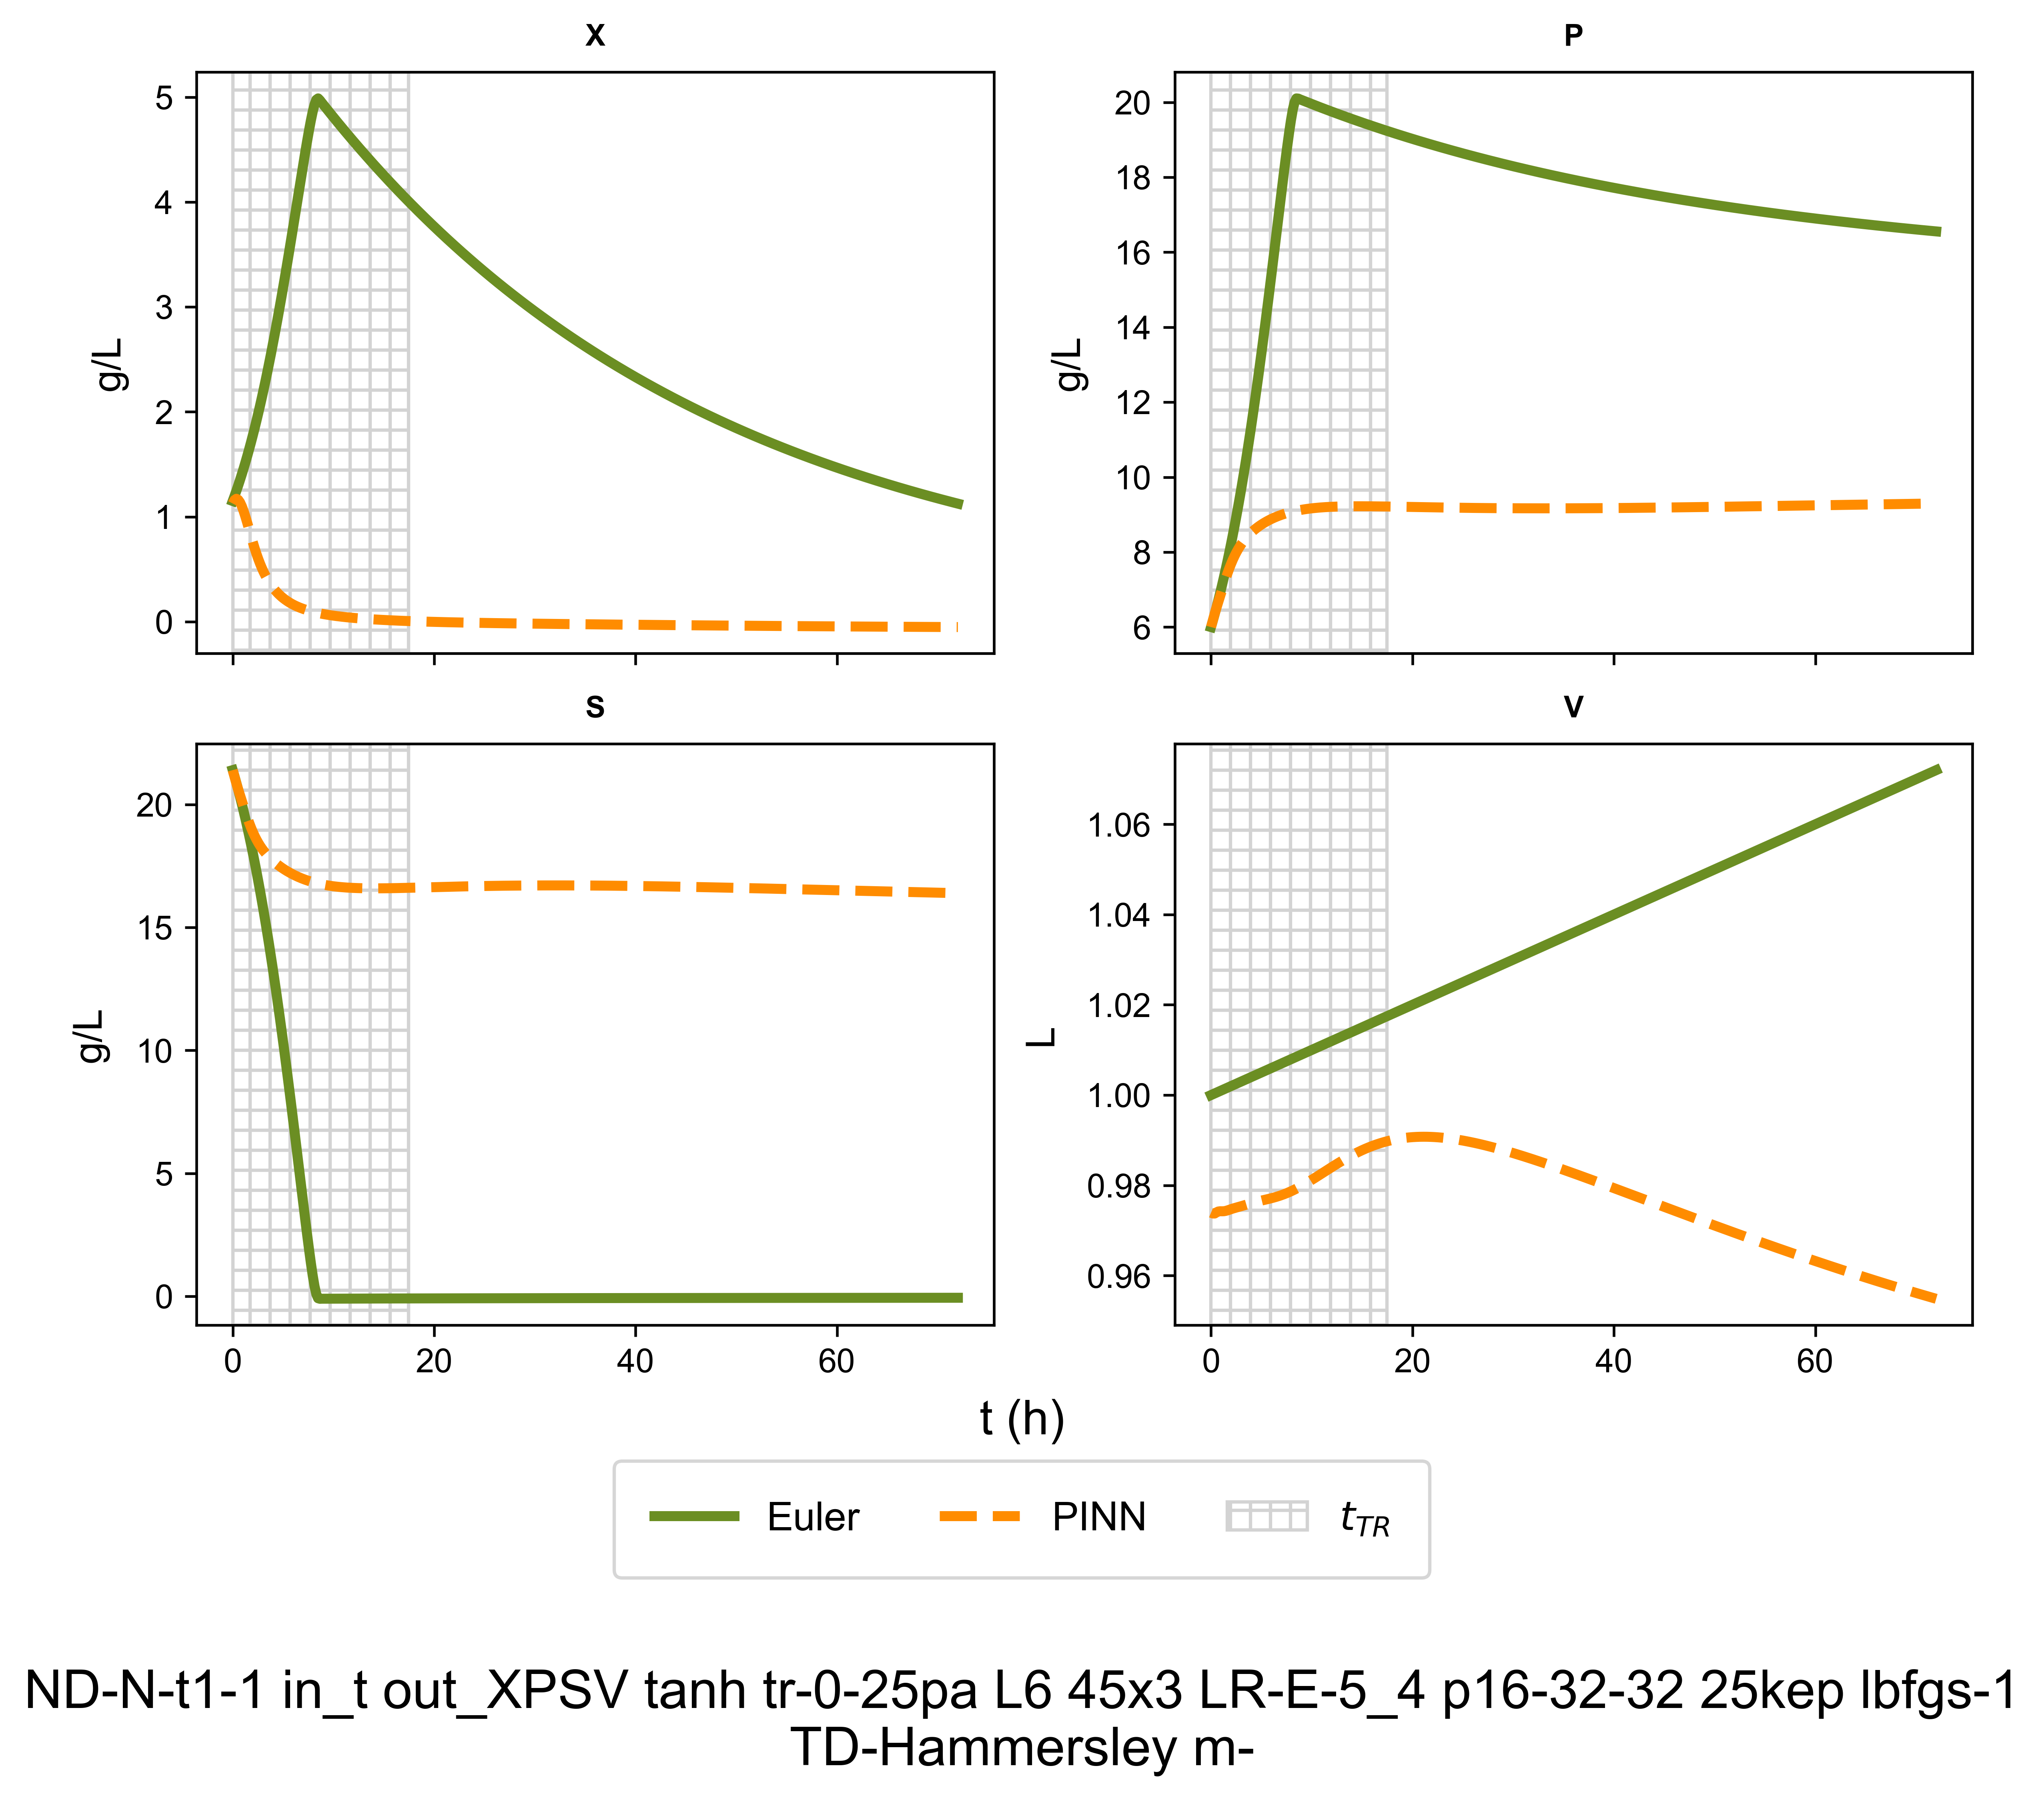 X
P
5
4
3
2
1
0
g/L
20
18
16
14
12
10
8
6
g/L
S
V
20
15
10
5
0
g/L
1.06
1.04
1.02
1.00
0.98
0.96
L
0 20 40 60
0 20 40 60
t (h)
Euler PINN t_TR
ND-N-t1-1 in_t out_XPSV tanh tr-0-25pa L6 45x3 LR-E-5_4 p16-32-32 25kep lbfgs-1
TD-Hammersley m-